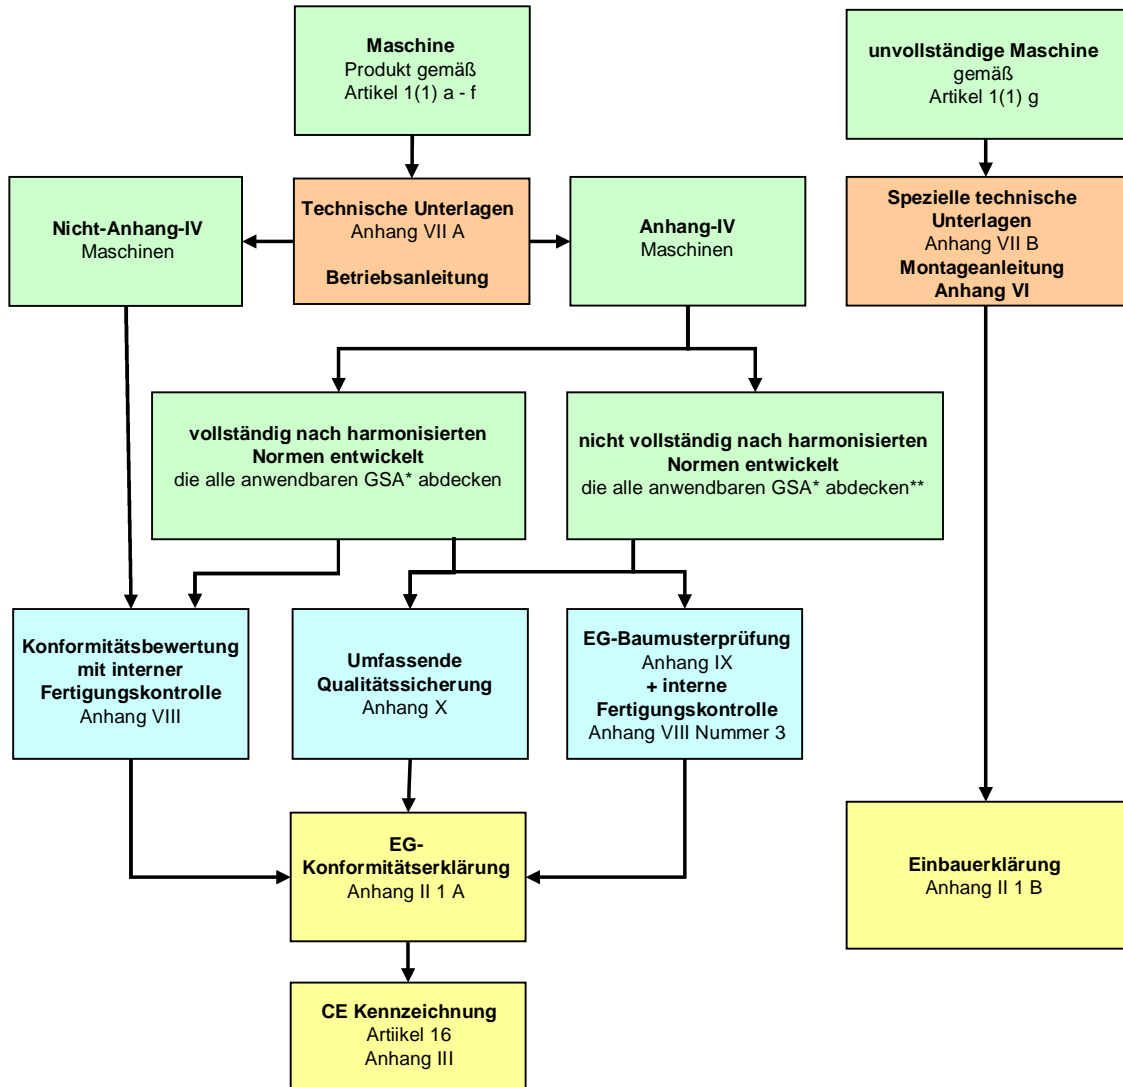 Maschine
Produkt gemäß
Artikel 1(1) a - f
unvollständige Maschine
gemäß
Artikel 1(1) g
Nicht-Anhang-IV
Maschinen
Technische Unterlagen
Anhang VII A
Betriebsanleitung
Anhang-IV
Maschinen
Spezielle technische
Unterlagen
Anhang VII B
Montageanleitung
Anhang VI
vollständig nach harmonisierten
Normen entwickelt
die alle anwendbaren GSA* abdecken
nicht vollständig nach harmonisierten
Normen entwickelt
die alle anwendbaren GSA* abdecken**
Konformitätsbewertung
mit interner
Fertigungskontrolle
Anhang VIII
Umfassende
Qualitätssicherung
Anhang X
EG-Baumusterprüfung
Anhang IX
+ interne
Fertigungskontrolle
Anhang VIII Nummer 3
EG-
Konformitätserklärung
Anhang II 1 A
Einbauerklärung
Anhang II 1 B
CE Kennzeichnung
Artiikel 16
Anhang III